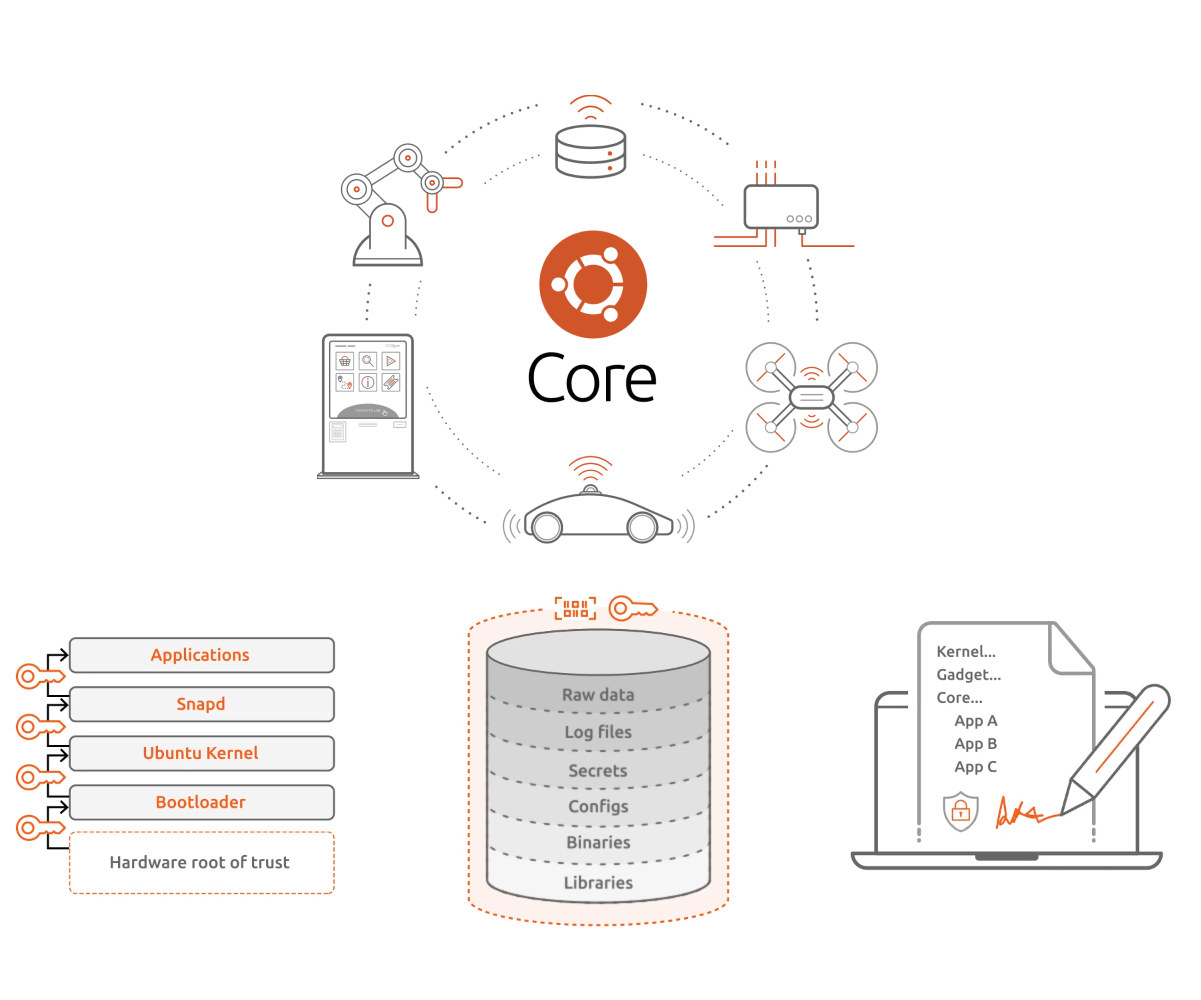 Core
Applications
Snapd
Ubuntu Kernel
Bootloader
Hardware root of trust
Raw data
Log files
Secrets
Configs
Binaries
Libraries
Kernel...
Gadget...
Core...
App A
App B
App C